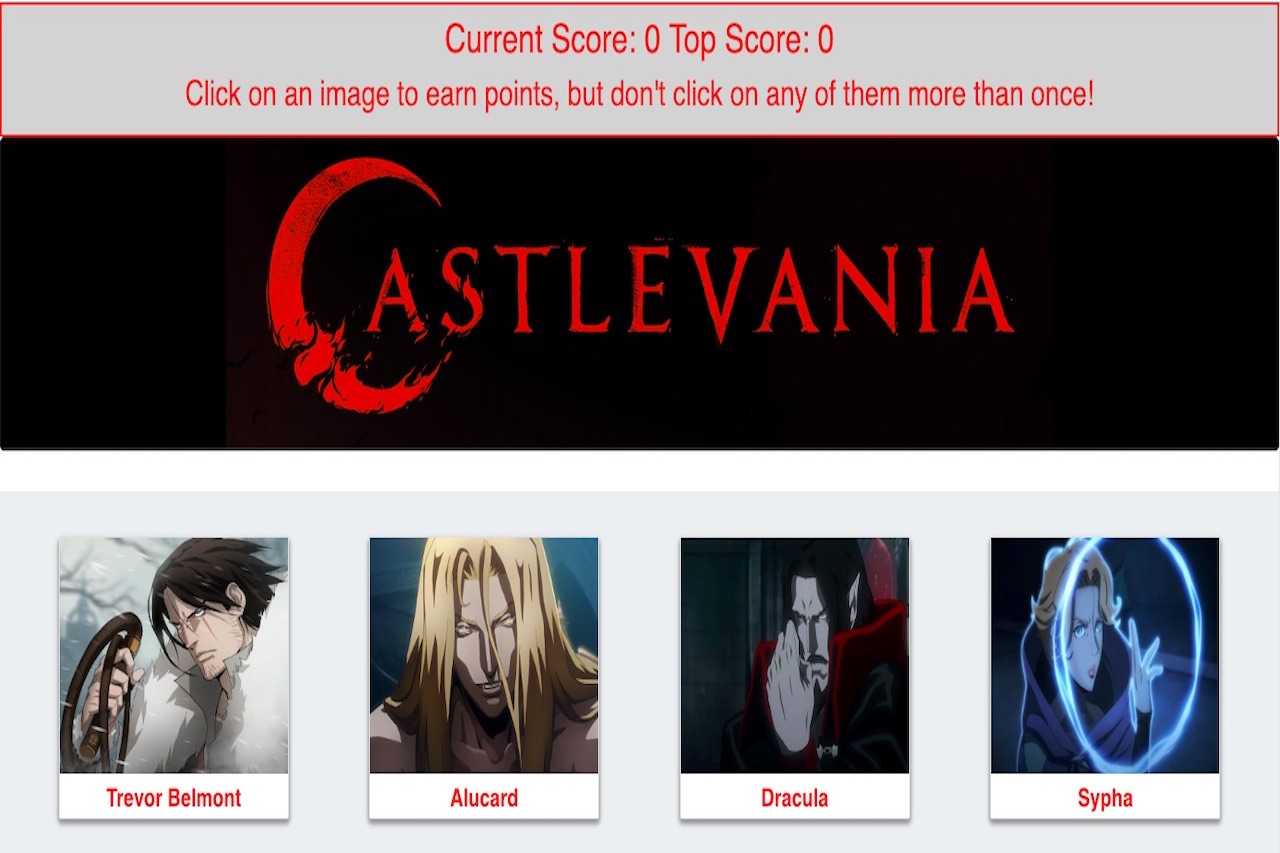 Current Score: 0 Top Score: 0
Click on an image to earn points, but don't click on any of them more than once!
CASTLEVANIA
Trevor Belmont
Alucard
Dracula
Sypha